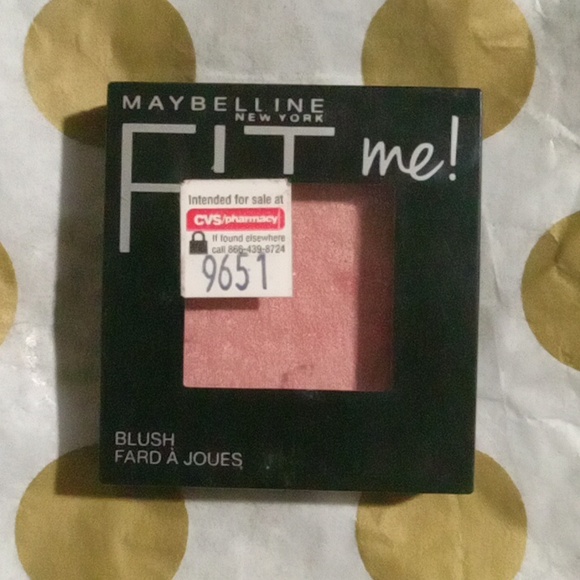 MAYBELLINE
NEW YORK
FIT me!
Intended for sale at
CVS/pharmacy
If found elsewhere
call 866-439-8724
9651
BLUSH
FARD À JOUES